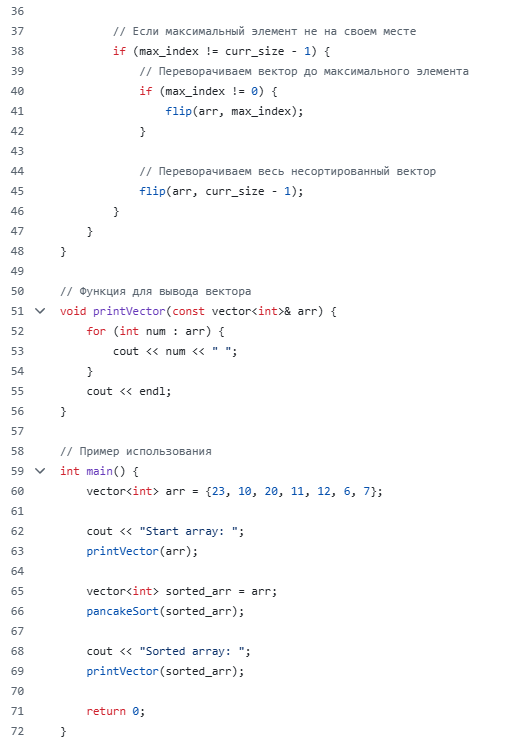 36
37             // Если максимальный элемент не на своем месте
38             if (max_index != curr_size - 1) {
39                 // Переворачиваем вектор до максимального элемента
40                 if (max_index != 0) {
41                     flip(arr, max_index);
42                 }
43
44                 // Переворачиваем весь несортированный вектор
45                 flip(arr, curr_size - 1);
46             }
47         }
48     }
49
50     // Функция для вывода вектора
51     void printVector(const vector<int>& arr) {
52         for (int num : arr) {
53             cout << num << " ";
54         }
55         cout << endl;
56     }
57
58     // Пример использования
59     int main() {
60         vector<int> arr = {23, 10, 20, 11, 12, 6, 7};
61
62         cout << "Start array: ";
63         printVector(arr);
64
65         vector<int> sorted_arr = arr;
66         pancakeSort(sorted_arr);
67
68         cout << "Sorted array: ";
69         printVector(sorted_arr);
70
71         return 0;
72     }